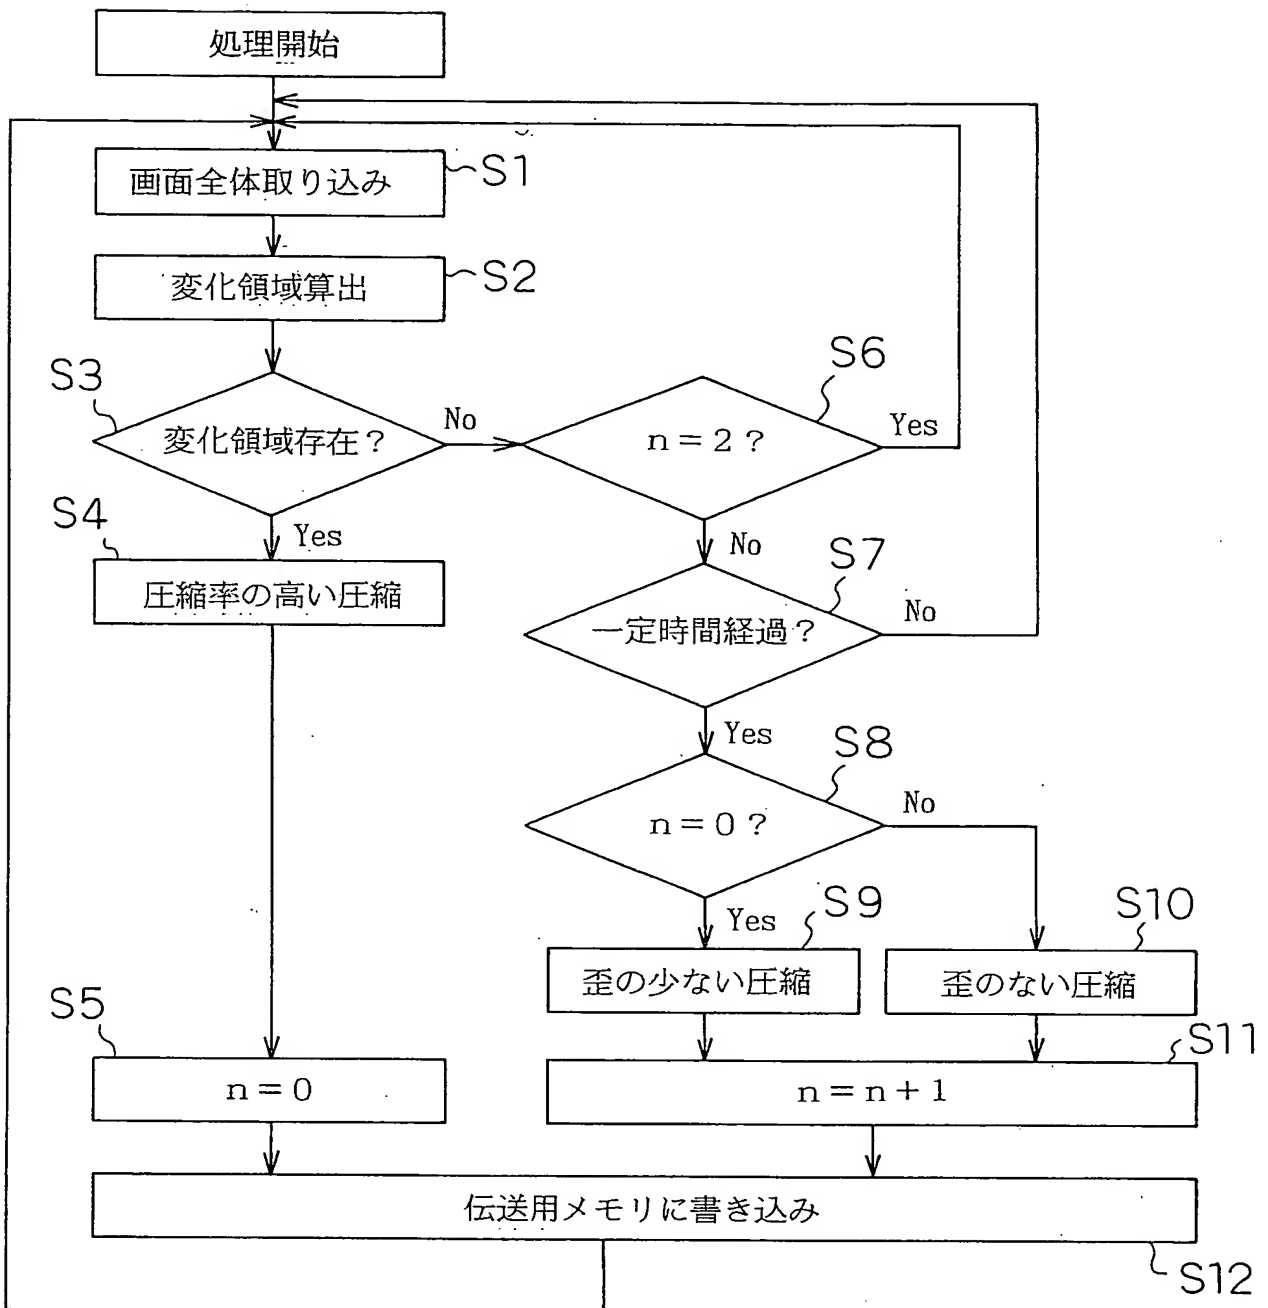 処理開始
画面全体取り込み
S1
変化領域算出
S2
S3
変化領域存在？
No
S6
n＝2？
Yes
S4
Yes
圧縮率の高い圧縮
No
S7
一定時間経過？
No
Yes
S8
n＝0？
No
Yes
S9
歪の少ない圧縮
S10
歪のない圧縮
S5
n＝0
S11
n＝n＋1
伝送用メモリに書き込み
S12